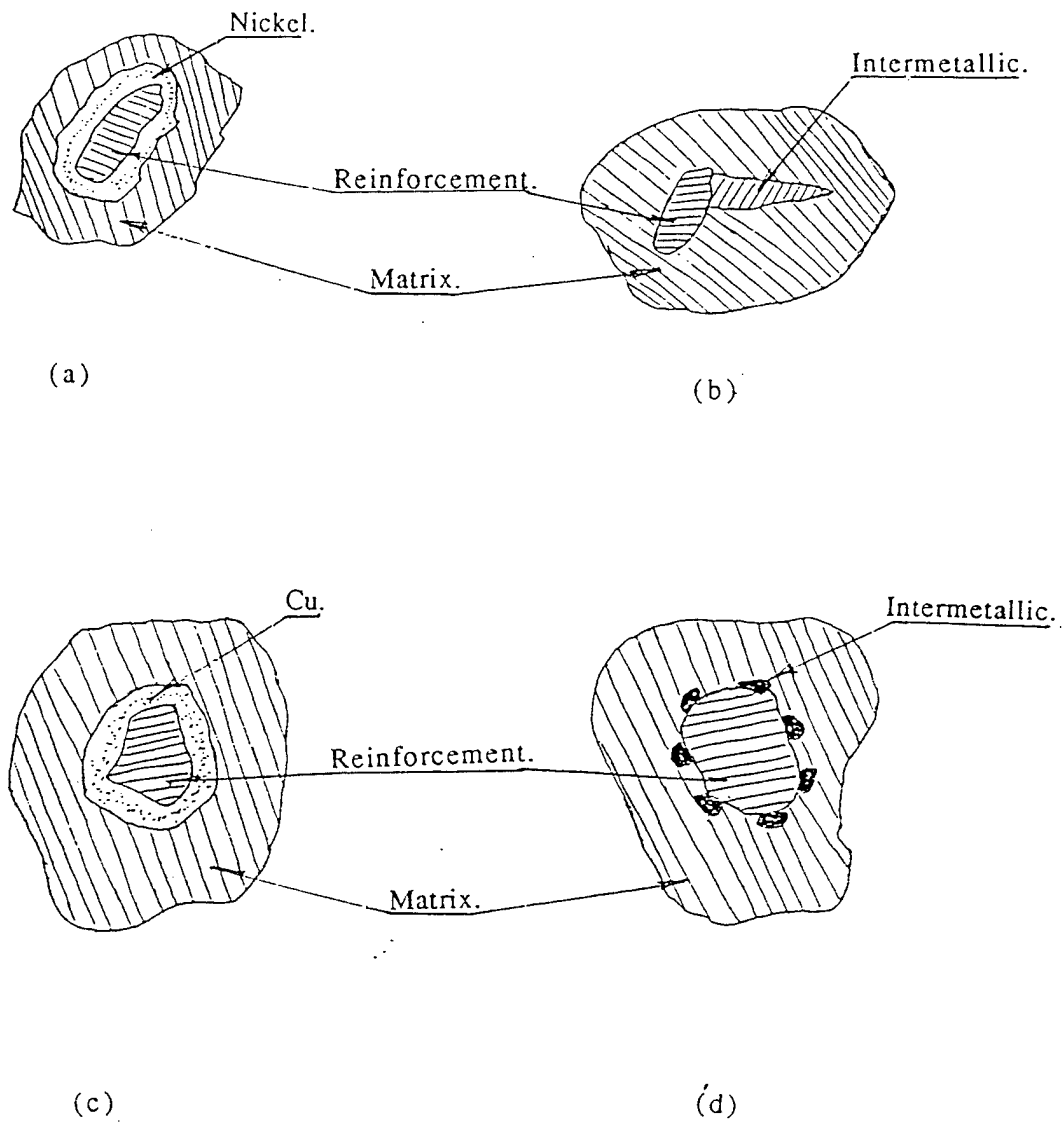 Nickel.
Intermetallic.
Reinforcement.
Matrix.
(a)
(b)
Cu.
Intermetallic.
Reinforcement.
Matrix.
(c)
(d)